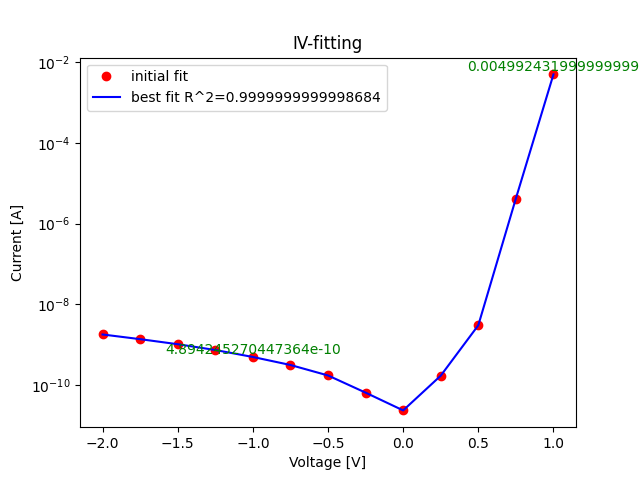 IV-fitting
0.004992431999999999
initial fit
best fit R^2=0.9999999999998684
10⁻²
10⁻⁴
10⁻⁶
10⁻⁸
10⁻¹⁰
Current [A]
4.894245270447364e-10
−2.0
−1.5
−1.0
−0.5
0.0
0.5
1.0
Voltage [V]